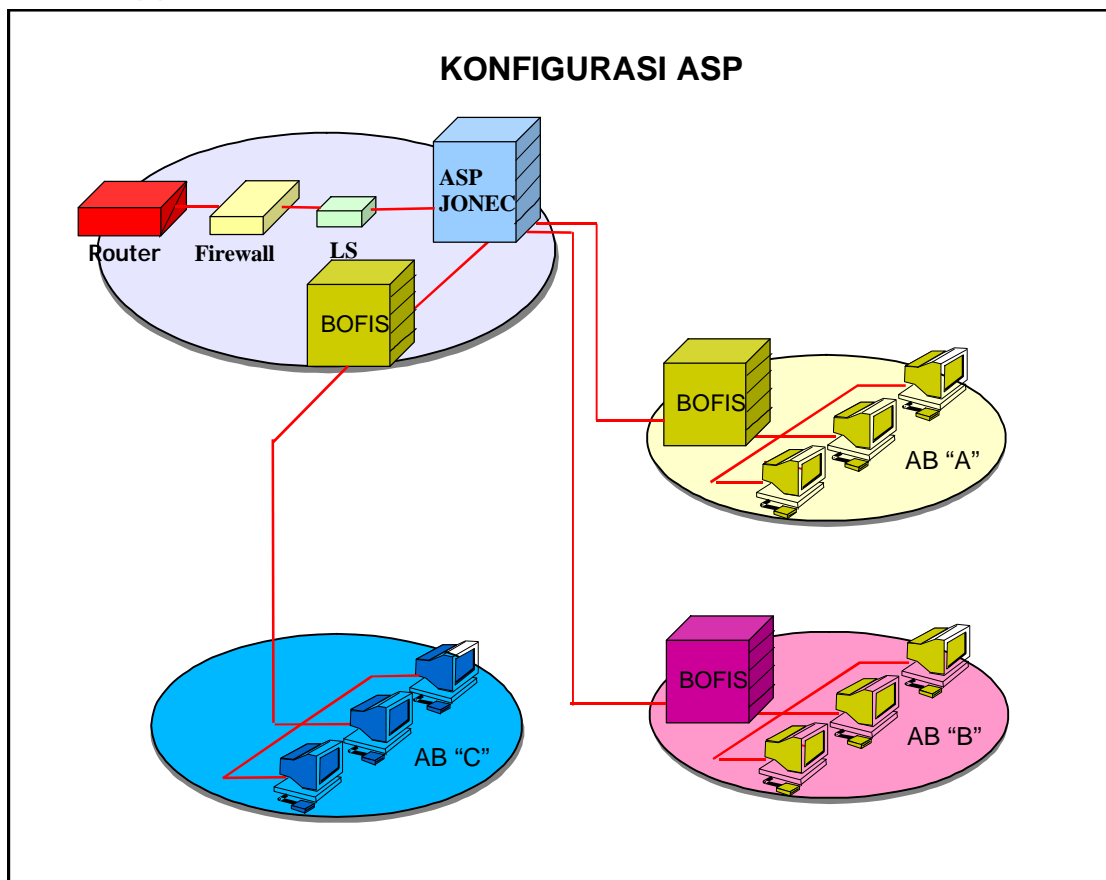 KONFIGURASI ASP
ASP
JONEC
Router
Firewall
LS
BOFIS
BOFIS
AB “A”
BOFIS
AB “B”
AB “C”